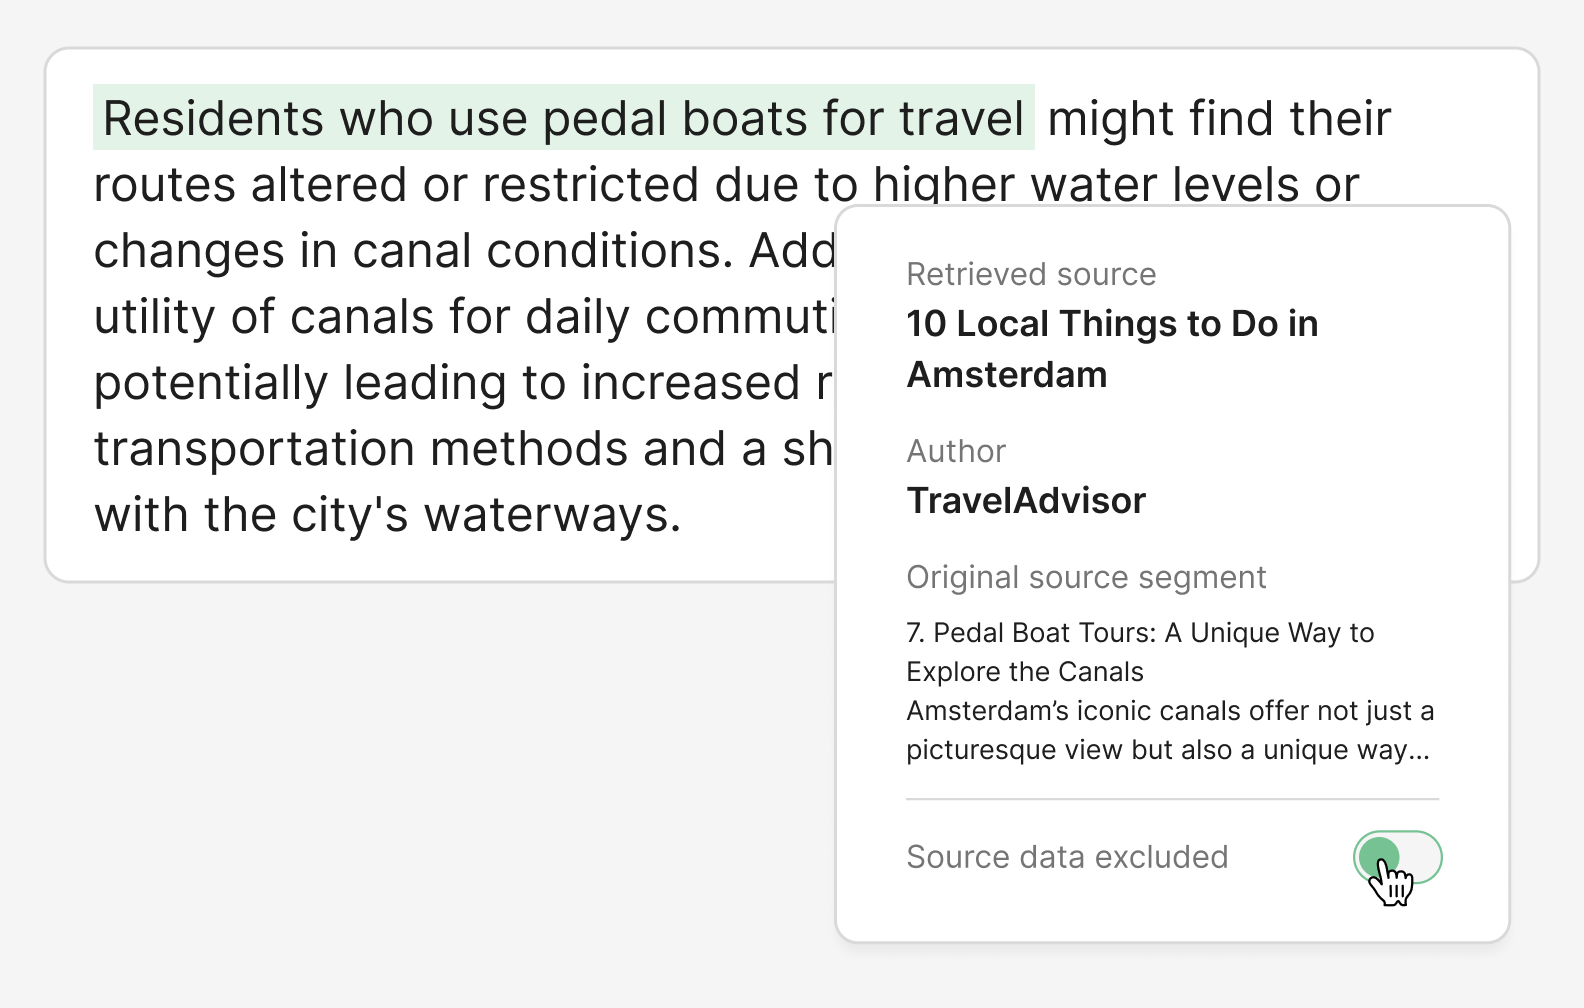 Residents who use pedal boats for travel might find their
routes altered or restricted due to higher water levels or
changes in canal conditions. Add
utility of canals for daily commuti
potentially leading to increased r
transportation methods and a sh
with the city's waterways.
Retrieved source
10 Local Things to Do in
Amsterdam
Author
TravelAdvisor
Original source segment
7. Pedal Boat Tours: A Unique Way to
Explore the Canals
Amsterdam’s iconic canals offer not just a
picturesque view but also a unique way...
Source data excluded